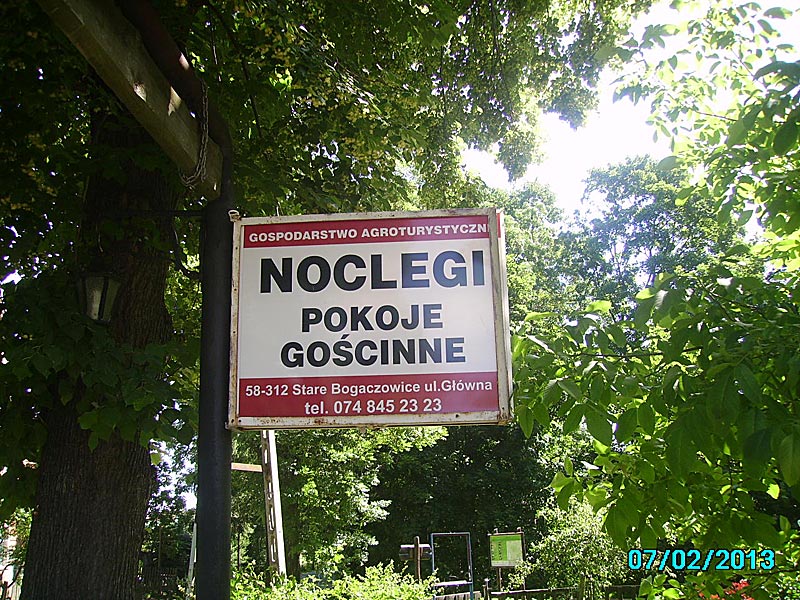 GOSPODARSTWO AGROTURYSTYCZN
NOCLEGI
POKOJE
GOŚCINNE
58-312 Stare Bogaczowice ul.Główna
tel. 074 845 23 23
07/02/2013